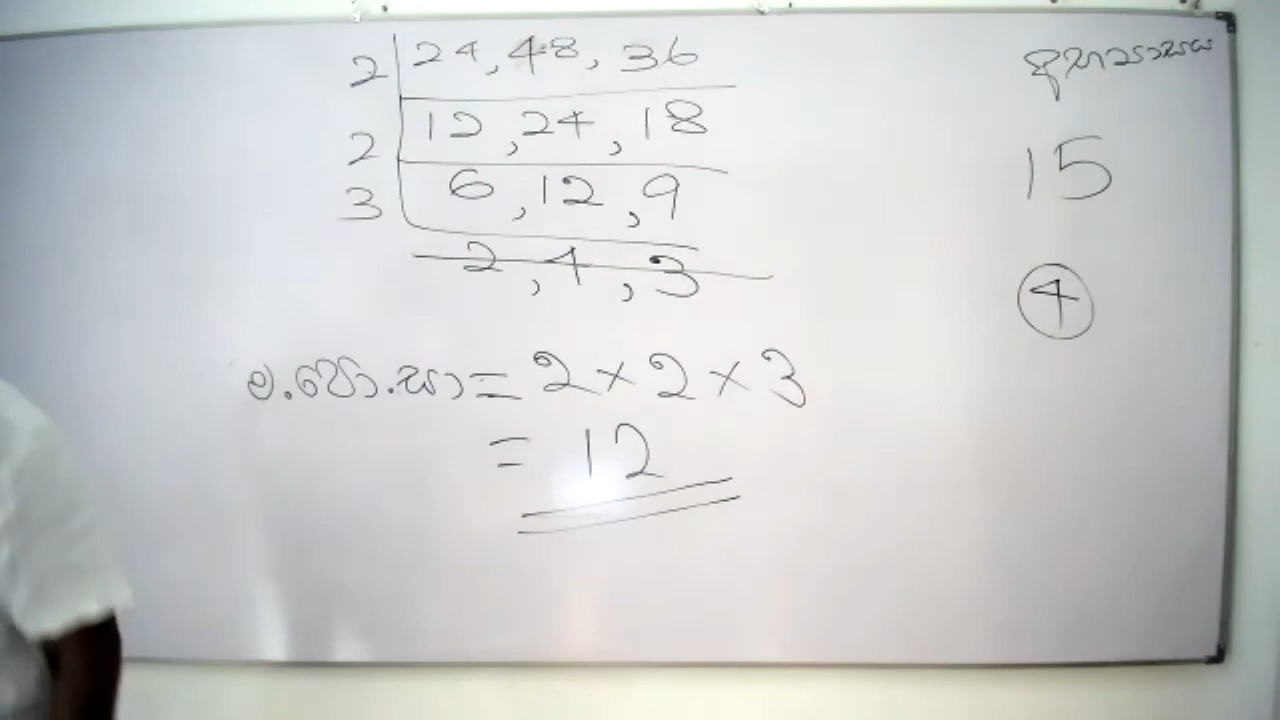 2 | 24, 48, 36
2 | 12, 24, 18
3 | 6, 12, 9
2, 4, 3
ම.පො.සා = 2 × 2 × 3
= 12
15
4